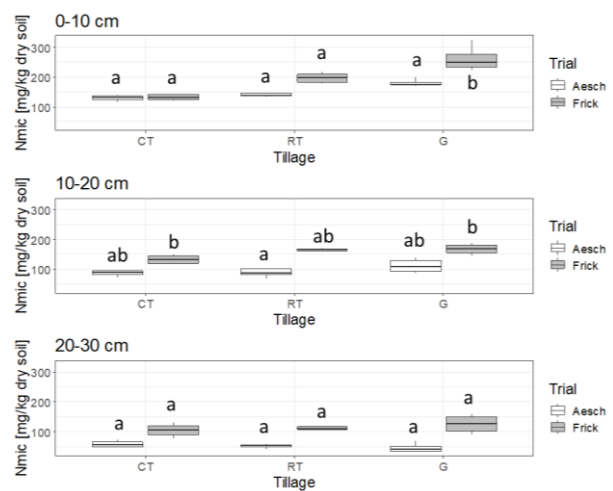 0-10 cm
Nmic [mg/kg dry soil]
300
200
100
a a a a a b
CT RT G
Tillage
Trial
Aesch
Frick
10-20 cm
Nmic [mg/kg dry soil]
300
200
100
ab b a ab ab b
CT RT G
Tillage
Trial
Aesch
Frick
20-30 cm
Nmic [mg/kg dry soil]
300
200
100
a a a a a a
CT RT G
Tillage
Trial
Aesch
Frick